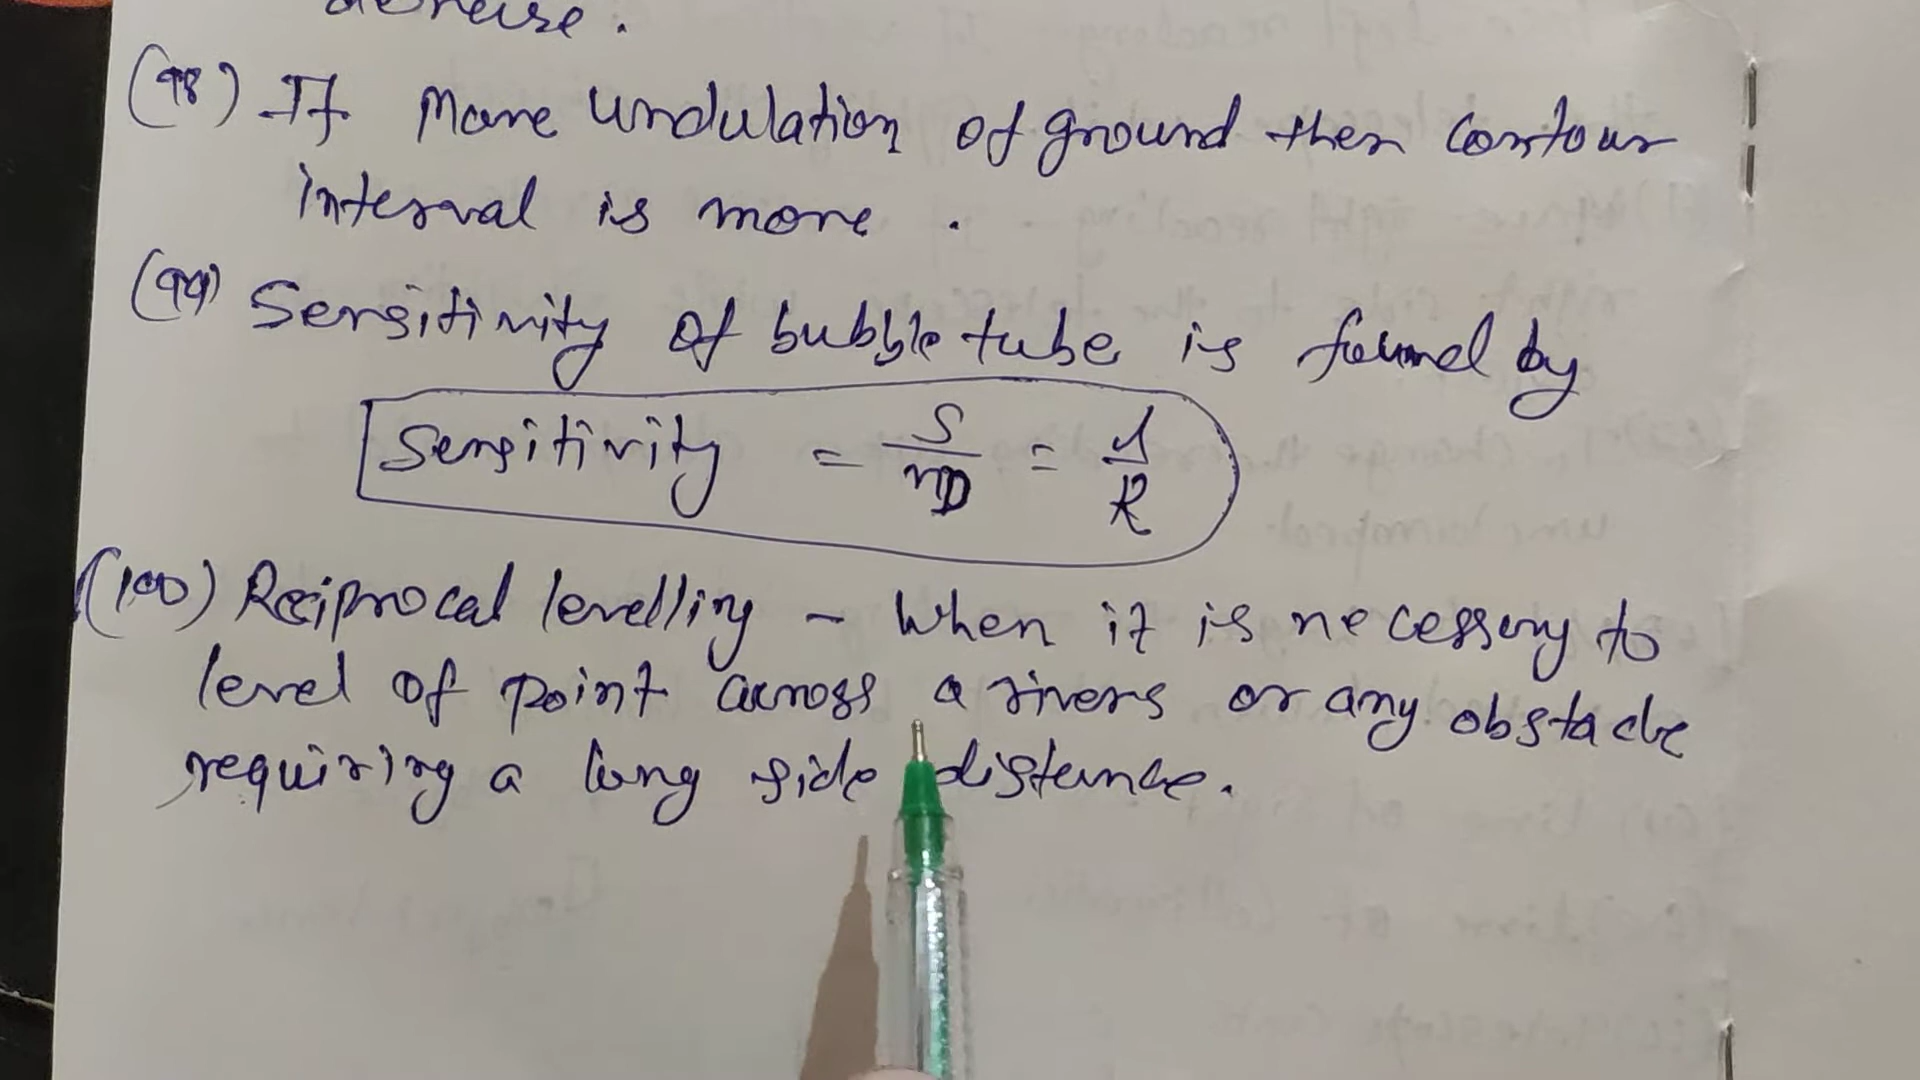 decrease.
(98) If more undulation of ground then contour
interval is more.
(99) Sensitivity of bubble tube is found by
Sensitivity = S/nD = l/R
(100) Reciprocal levelling - When it is necessary to
level of point across a rivers or any obstacle
requiring a long side distance.